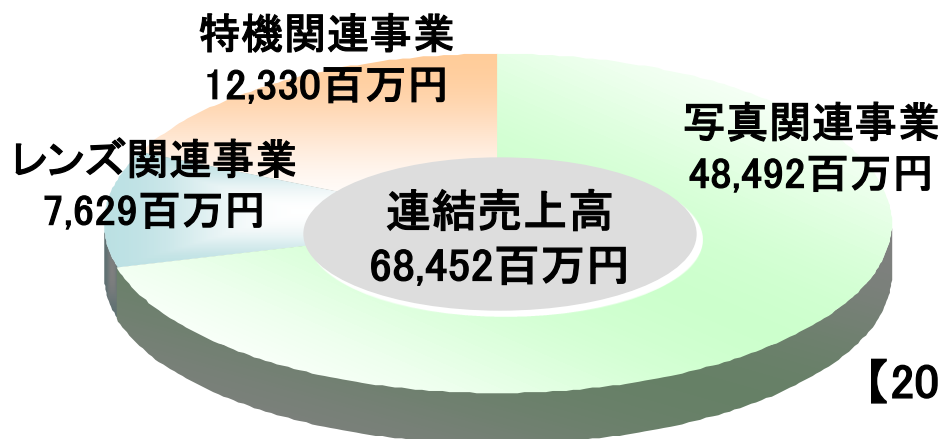 特機関連事業
12,330百万円
写真関連事業
48,492百万円
レンズ関連事業
7,629百万円
連結売上高
68,452百万円
【20